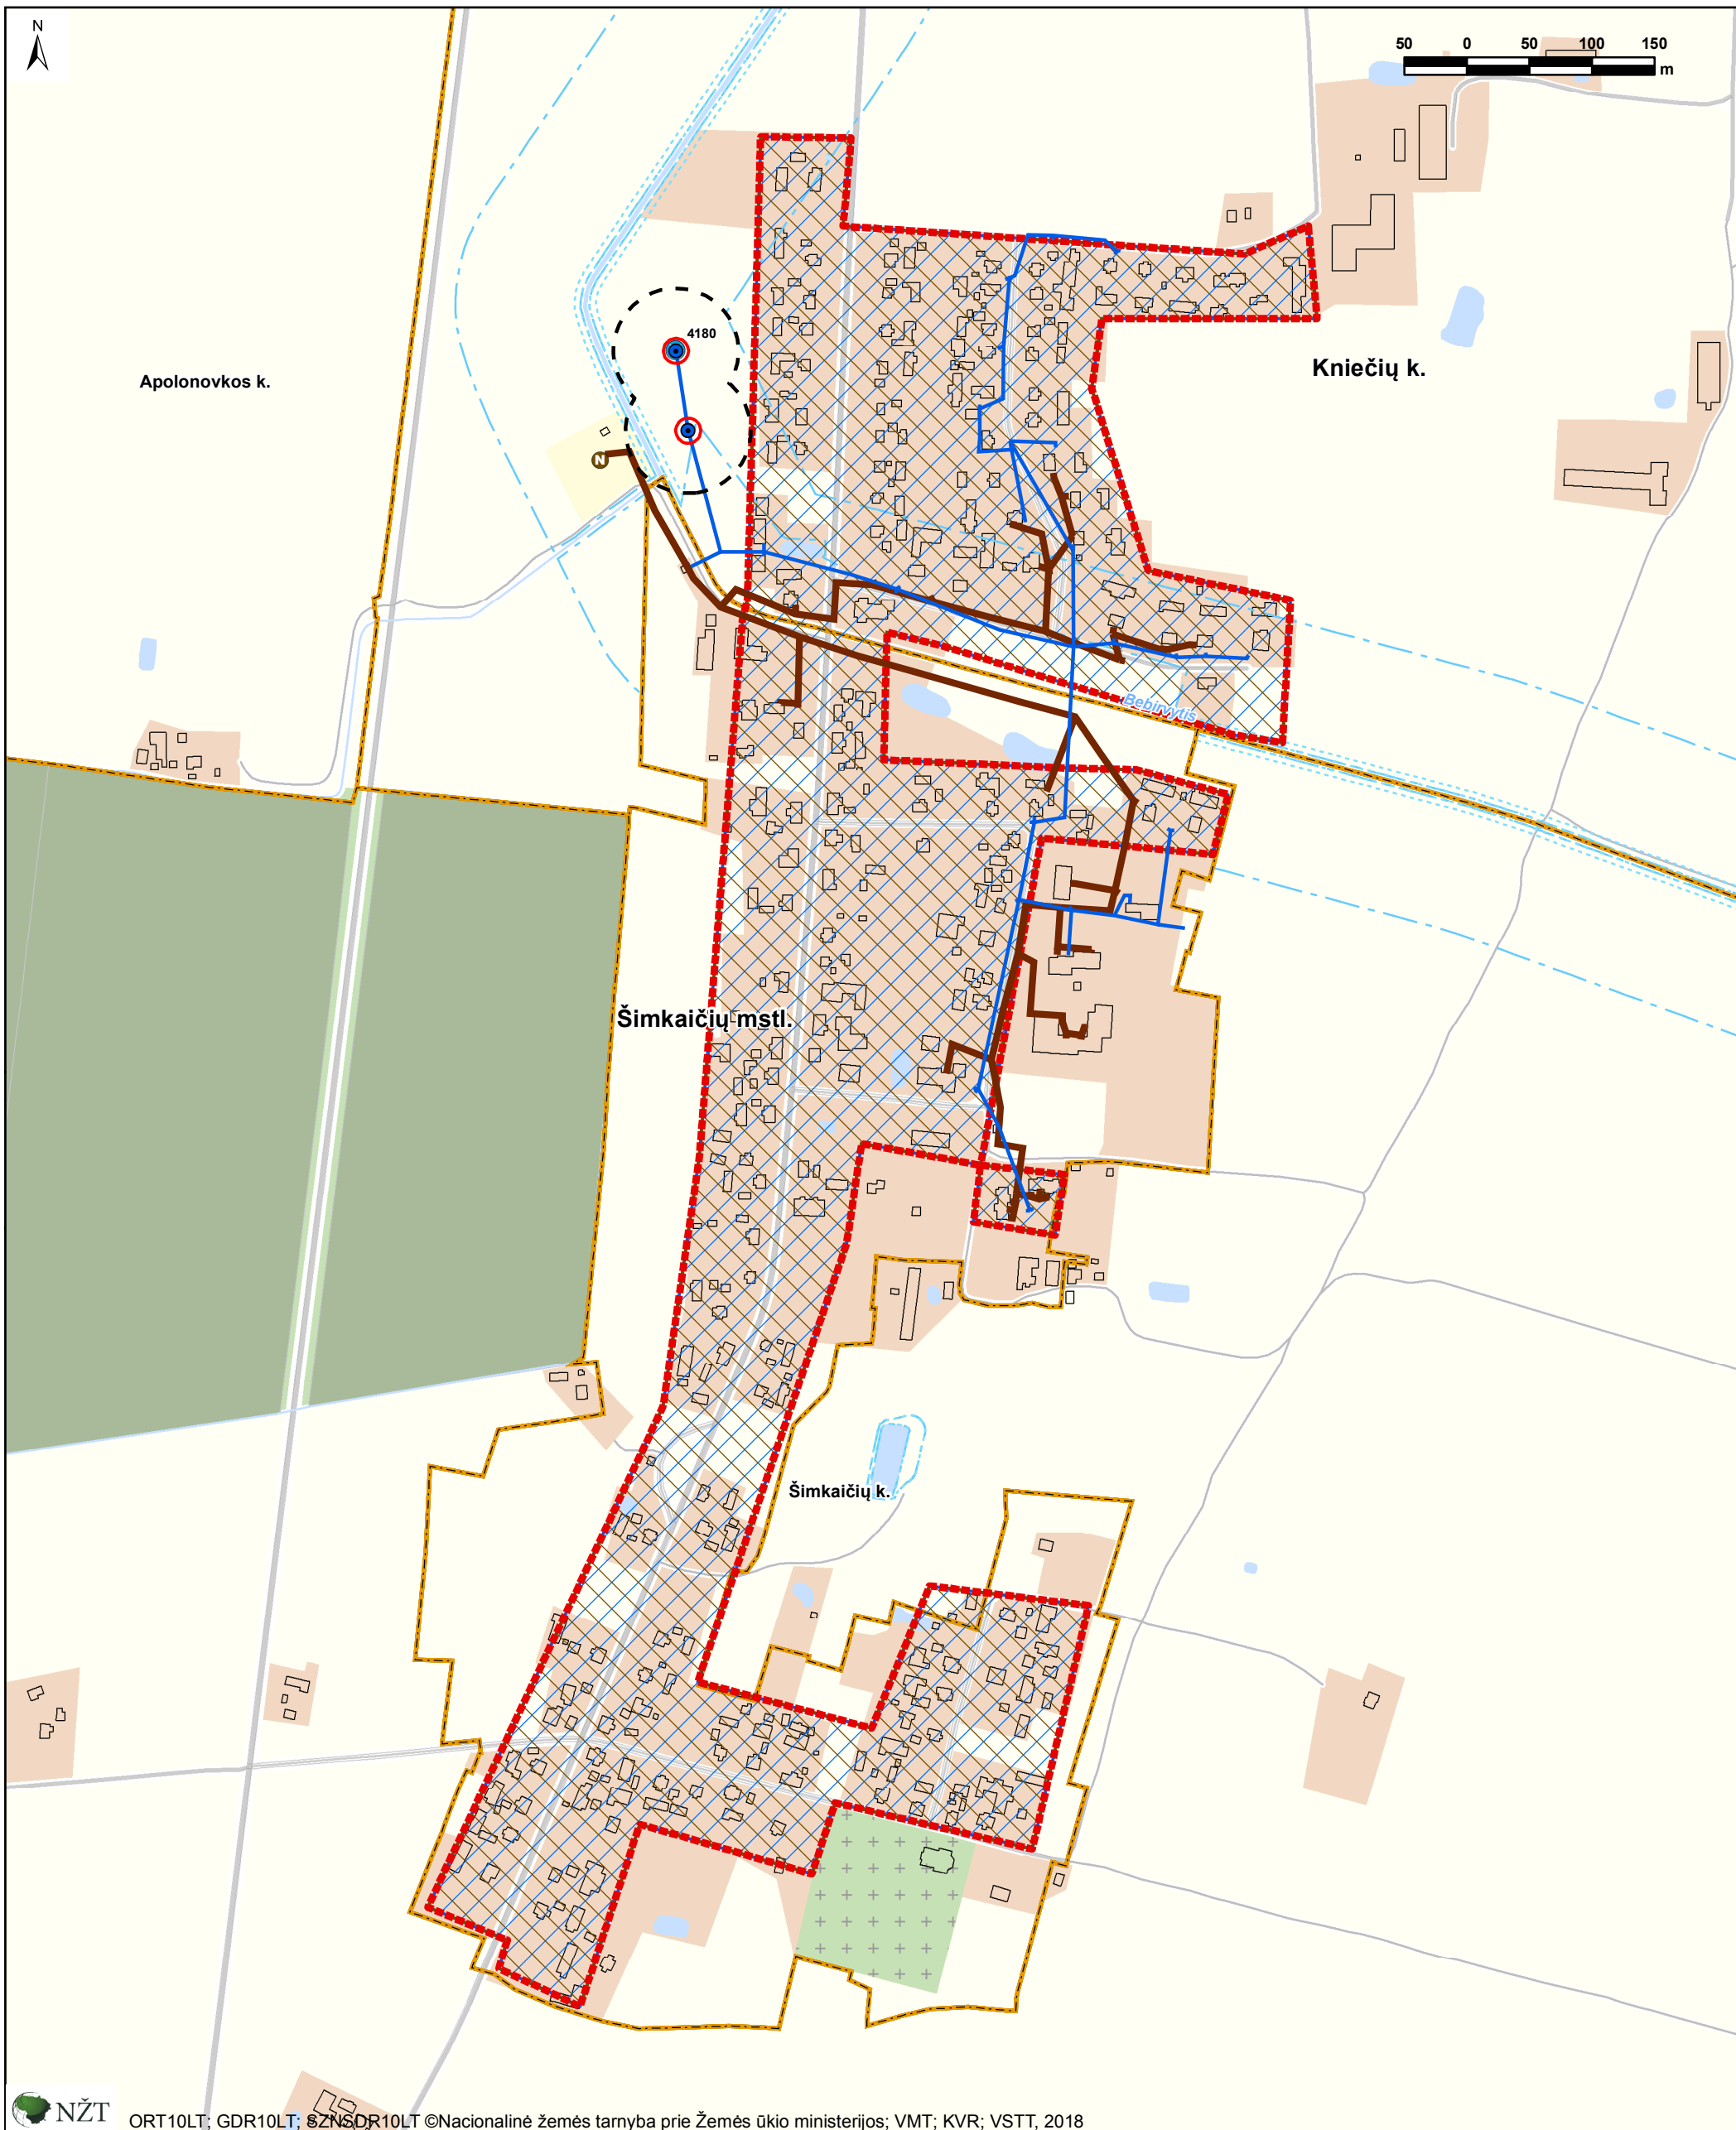 N
50 0 50 100 150
m
4180
Apolonovkos k.
Kniečių k.
N
Bebirvytis
Šimkaičių mstl.
Šimkaičių k.
NŽT
ORT10LT; GDR10LT; SŽNSDR10LT ©Nacionalinė žemės tarnyba prie Žemės ūkio ministerijos; VMT; KVR; VSTT, 2018